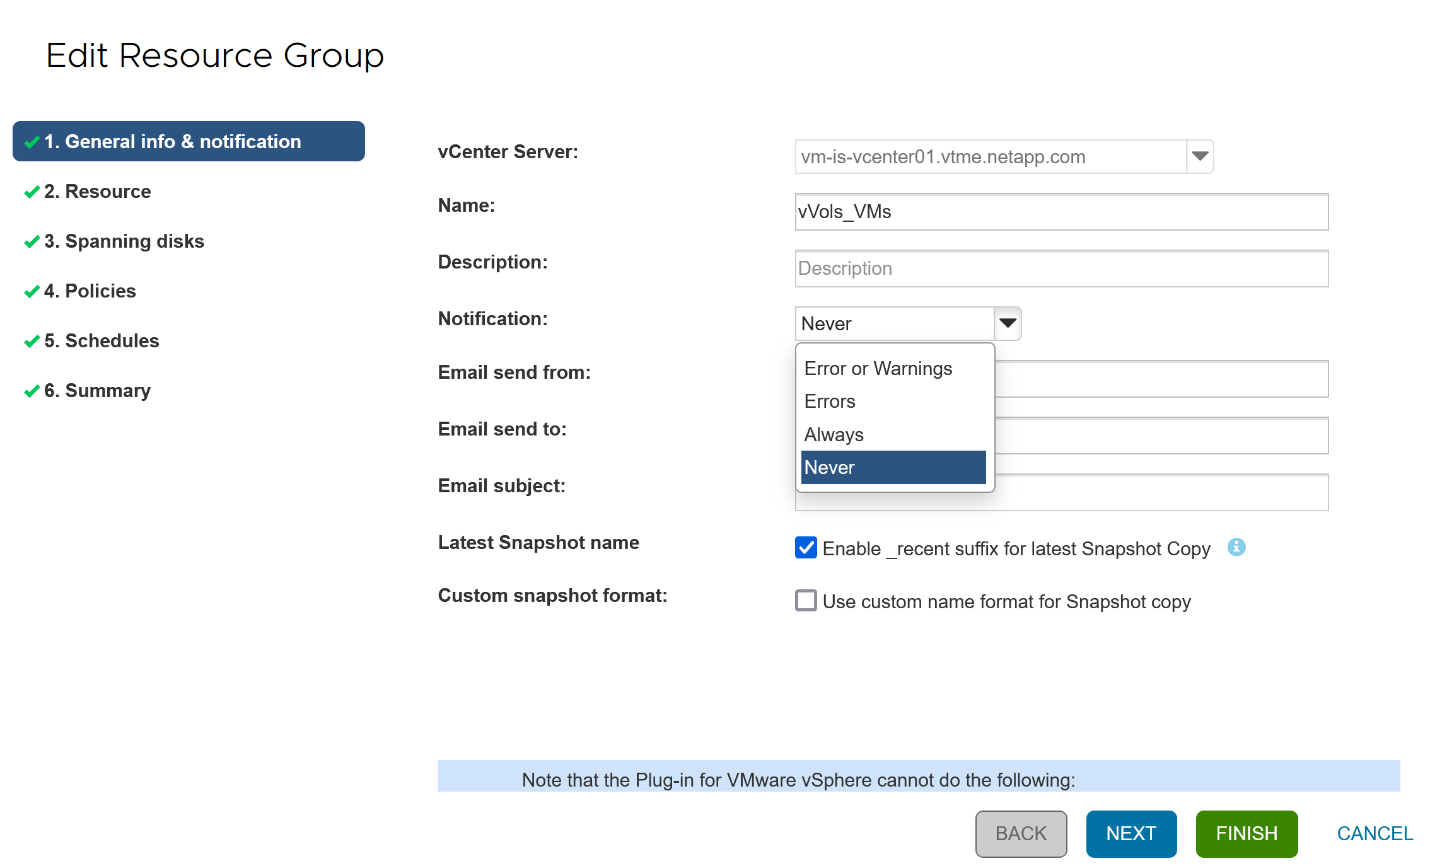 Edit Resource Group
1. General info & notification
2. Resource
3. Spanning disks
4. Policies
5. Schedules
6. Summary
vCenter Server:
vm-is-vcenter01.vtme.netapp.com
Name:
vVols_VMs
Description:
Description
Notification:
Never
Error or Warnings
Errors
Always
Never
Email send from:
Email send to:
Email subject:
Latest Snapshot name
Enable _recent suffix for latest Snapshot Copy
Custom snapshot format:
Use custom name format for Snapshot copy
Note that the Plug-in for VMware vSphere cannot do the following:
BACK
NEXT
FINISH
CANCEL